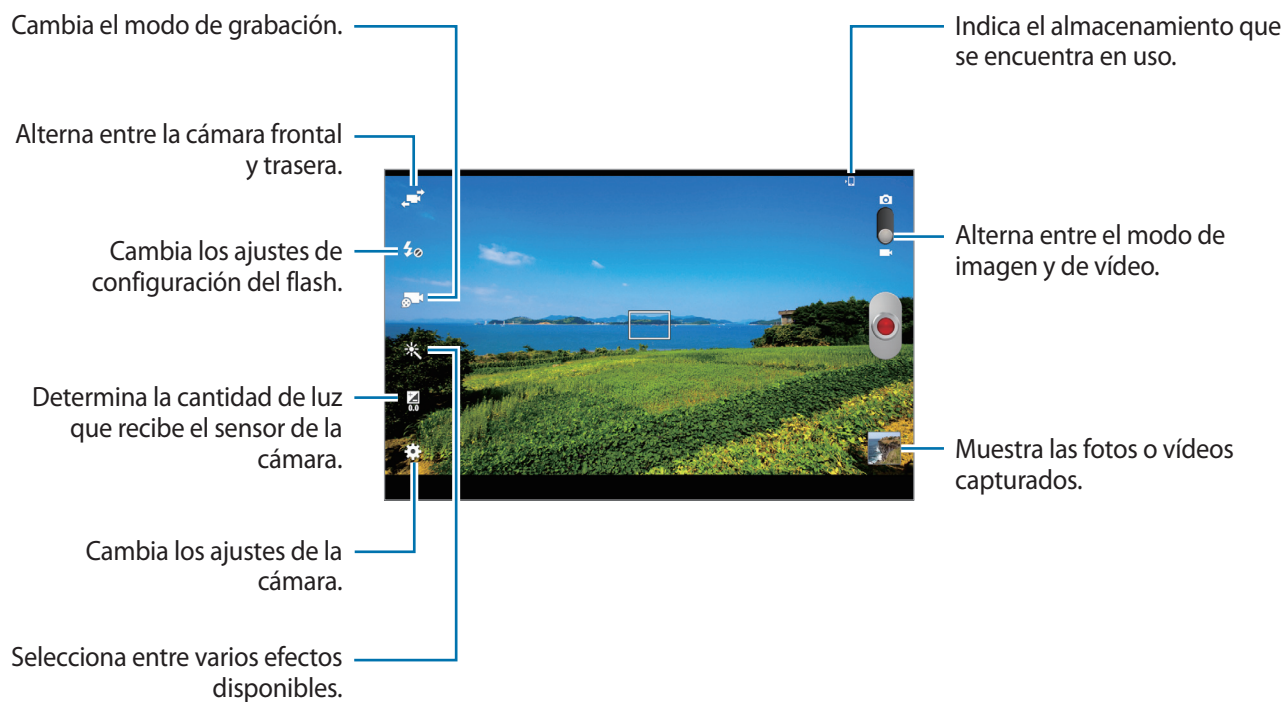 Cambia el modo de grabación.
Alterna entre la cámara frontal
y trasera.
Cambia los ajustes de
configuración del flash.
Determina la cantidad de luz
que recibe el sensor de la
cámara.
Cambia los ajustes de la
cámara.
Selecciona entre varios efectos
disponibles.
0.0
Indica el almacenamiento que
se encuentra en uso.
Alterna entre el modo de
imagen y de vídeo.
Muestra las fotos o vídeos
capturados.